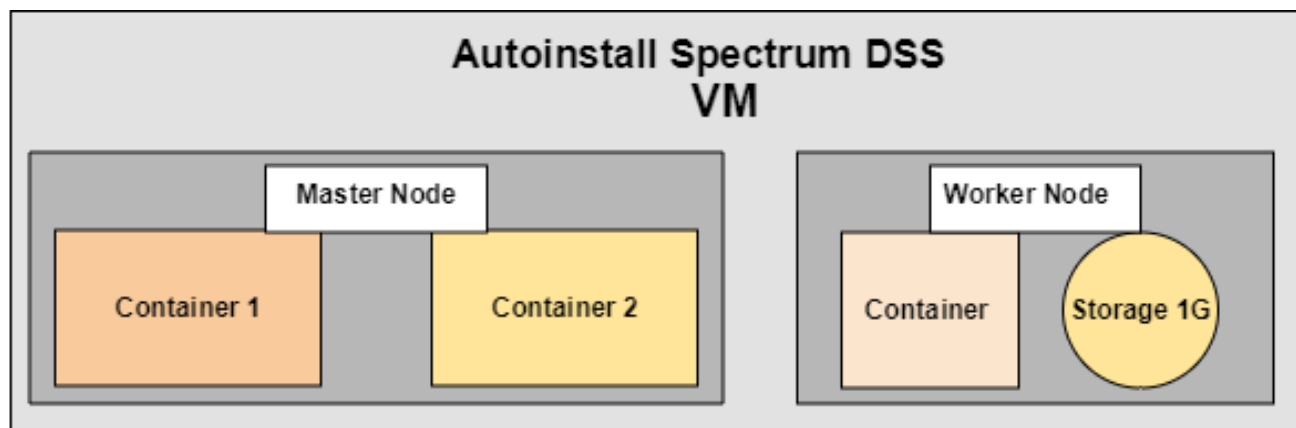 Autoinstall Spectrum DSS
VM
Master Node
Worker Node
Container 1
Container 2
Container
Storage 1G